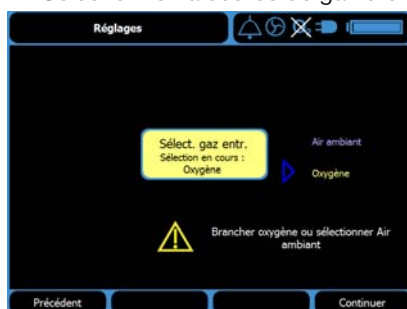 Réglages
Sélect. gaz entr.
Sélection en cours :
Oxygène
Air ambiant
Oxygène
Brancher oxygène ou sélectionner Air
ambiant
Précédent
Continuer